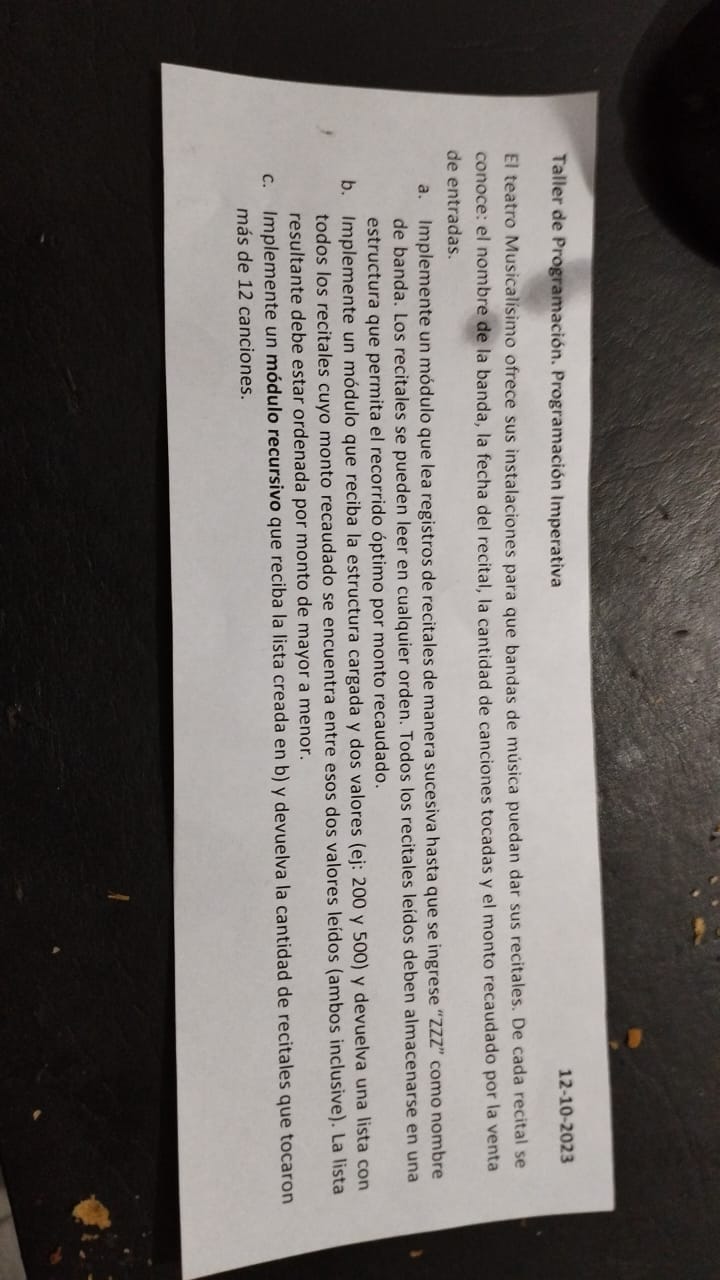 Taller de Programación. Programación Imperativa
12-10-2023
El teatro Musicalísimo ofrece sus instalaciones para que bandas de música puedan dar sus recitales. De cada recital se
conoce: el nombre de la banda, la fecha del recital, la cantidad de canciones tocadas y el monto recaudado por la venta
de entradas.
a. Implemente un módulo que lea registros de recitales de manera sucesiva hasta que se ingrese “ZZZ” como nombre
de banda. Los recitales se pueden leer en cualquier orden. Todos los recitales leídos deben almacenarse en una
estructura que permita el recorrido óptimo por monto recaudado.
b. Implemente un módulo que reciba la estructura cargada y dos valores (ej: 200 y 500) y devuelva una lista con
todos los recitales cuyo monto recaudado se encuentra entre esos dos valores leídos (ambos inclusive). La lista
resultante debe estar ordenada por monto de mayor a menor.
c. Implemente un módulo recursivo que reciba la lista creada en b) y devuelva la cantidad de recitales que tocaron
más de 12 canciones.